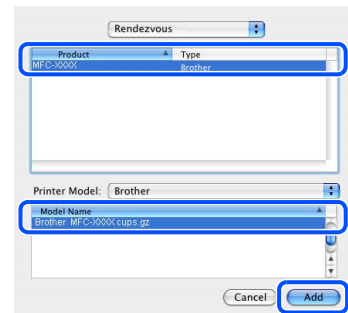 Rendezvous
Product Type
MFC-XXXX Brother
Printer Model: Brother
Model Name
Brother MFC-XXXX cups.gz
Cancel Add